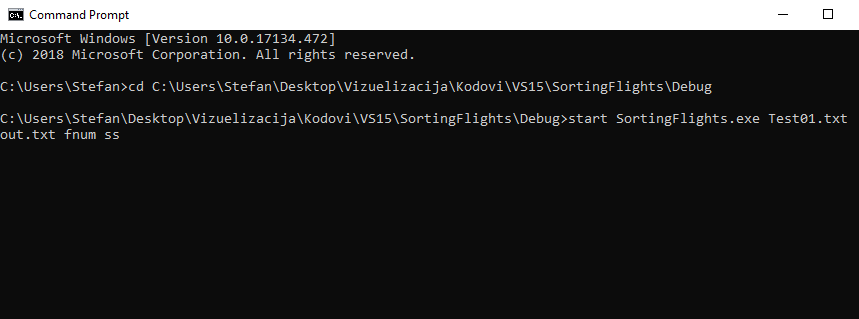 Command Prompt
Microsoft Windows [Version 10.0.17134.472]
(c) 2018 Microsoft Corporation. All rights reserved.
C:\Users\Stefan>cd C:\Users\Stefan\Desktop\Vizuelizacija\Kodovi\VS15\SortingFlights\Debug
C:\Users\Stefan\Desktop\Vizuelizacija\Kodovi\VS15\SortingFlights\Debug>start SortingFlights.exe Test01.txt
out.txt fnum ss